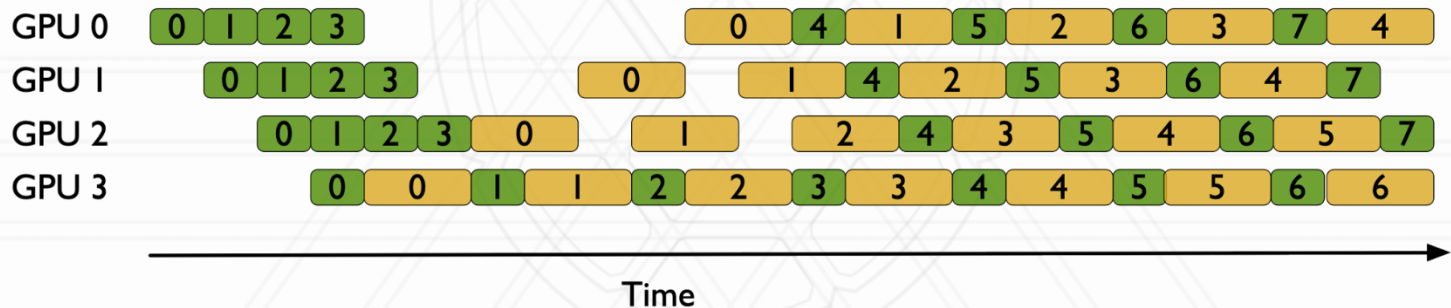 GPU 0 0 1 2 3 0 4 1 5 2 6 3 7 4
GPU 1 0 1 2 3 0 1 4 2 5 3 6 4 7
GPU 2 0 1 2 3 0 1 2 4 3 5 4 6 5 7
GPU 3 0 0 1 1 2 2 3 3 4 4 5 5 6 6
Time